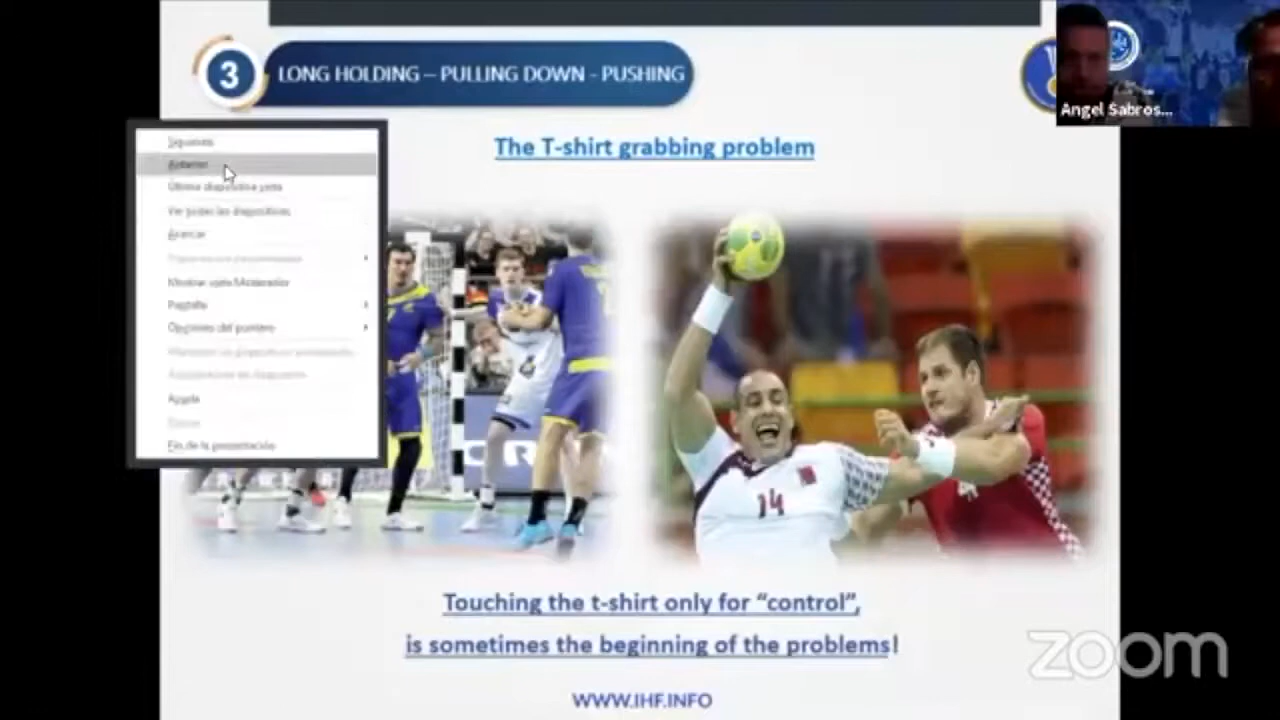 3
LONG HOLDING – PULLING DOWN - PUSHING
Angel Sabros...
The T-shirt grabbing problem
Siguiente
Anterior
Última diapositiva vista
Ver todas las diapositivas
Acercar
Mostrar vista Moderador
Pantalla
Opciones del puntero
Ayuda
Pausa
Fin de la presentación
14
Touching the t-shirt only for “control”,
is sometimes the beginning of the problems!
zoom
WWW.IHF.INFO